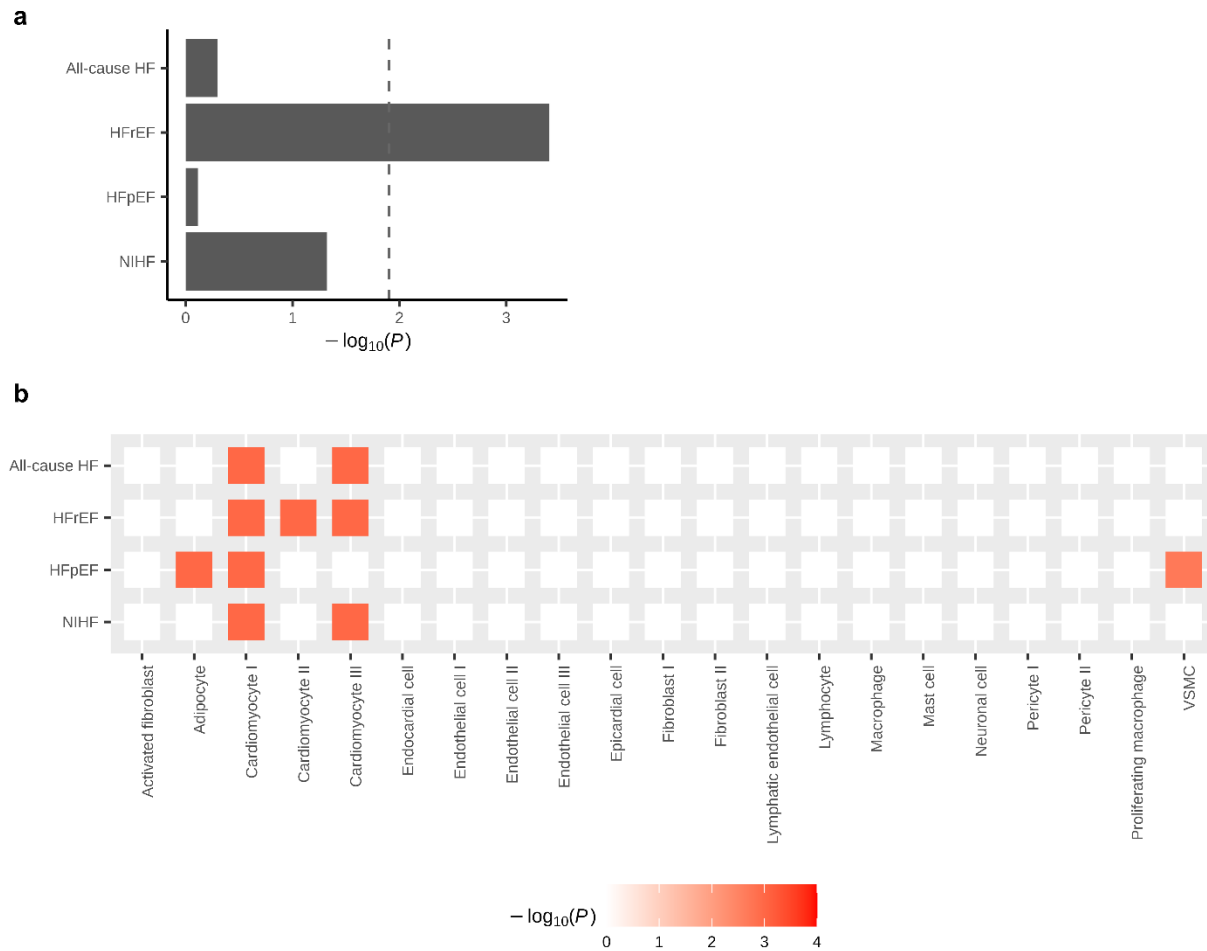 a
All-cause HF
HFrEF
HFpEF
NIHF
0 1 2 3
− log₁₀(P)
b
All-cause HF
HFrEF
HFpEF
NIHF
Activated fibroblast
Adipocyte
Cardiomyocyte I
Cardiomyocyte II
Cardiomyocyte III
Endocardial cell
Endothelial cell I
Endothelial cell II
Endothelial cell III
Epicardial cell
Fibroblast I
Fibroblast II
Lymphatic endothelial cell
Lymphocyte
Macrophage
Mast cell
Neuronal cell
Pericyte I
Pericyte II
Proliferating macrophage
VSMC
− log₁₀(P)
0 1 2 3 4